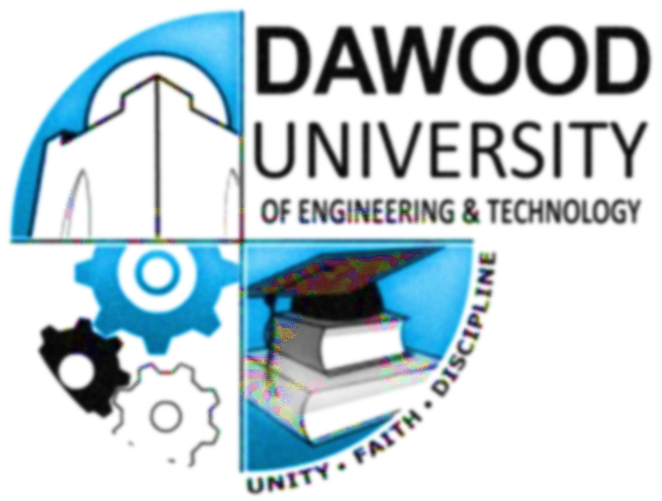 DAWOOD
UNIVERSITY
OF ENGINEERING & TECHNOLOGY
UNITY • FAITH • DISCIPLINE